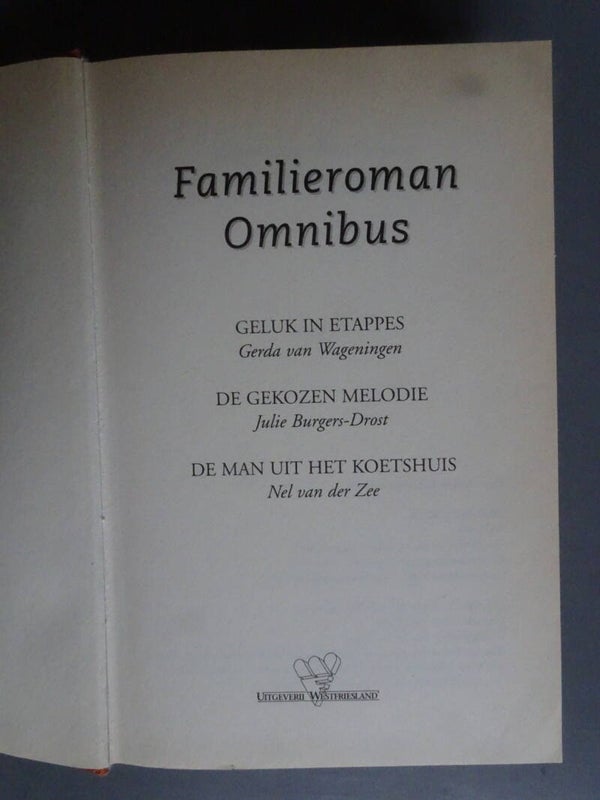 Familieroman
Omnibus
GELUK IN ETAPPES
Gerda van Wageningen
DE GEKOZEN MELODIE
Julie Burgers-Drost
DE MAN UIT HET KOETSHUIS
Nel van der Zee
UITGEVERIJ WESTFRIESLAND